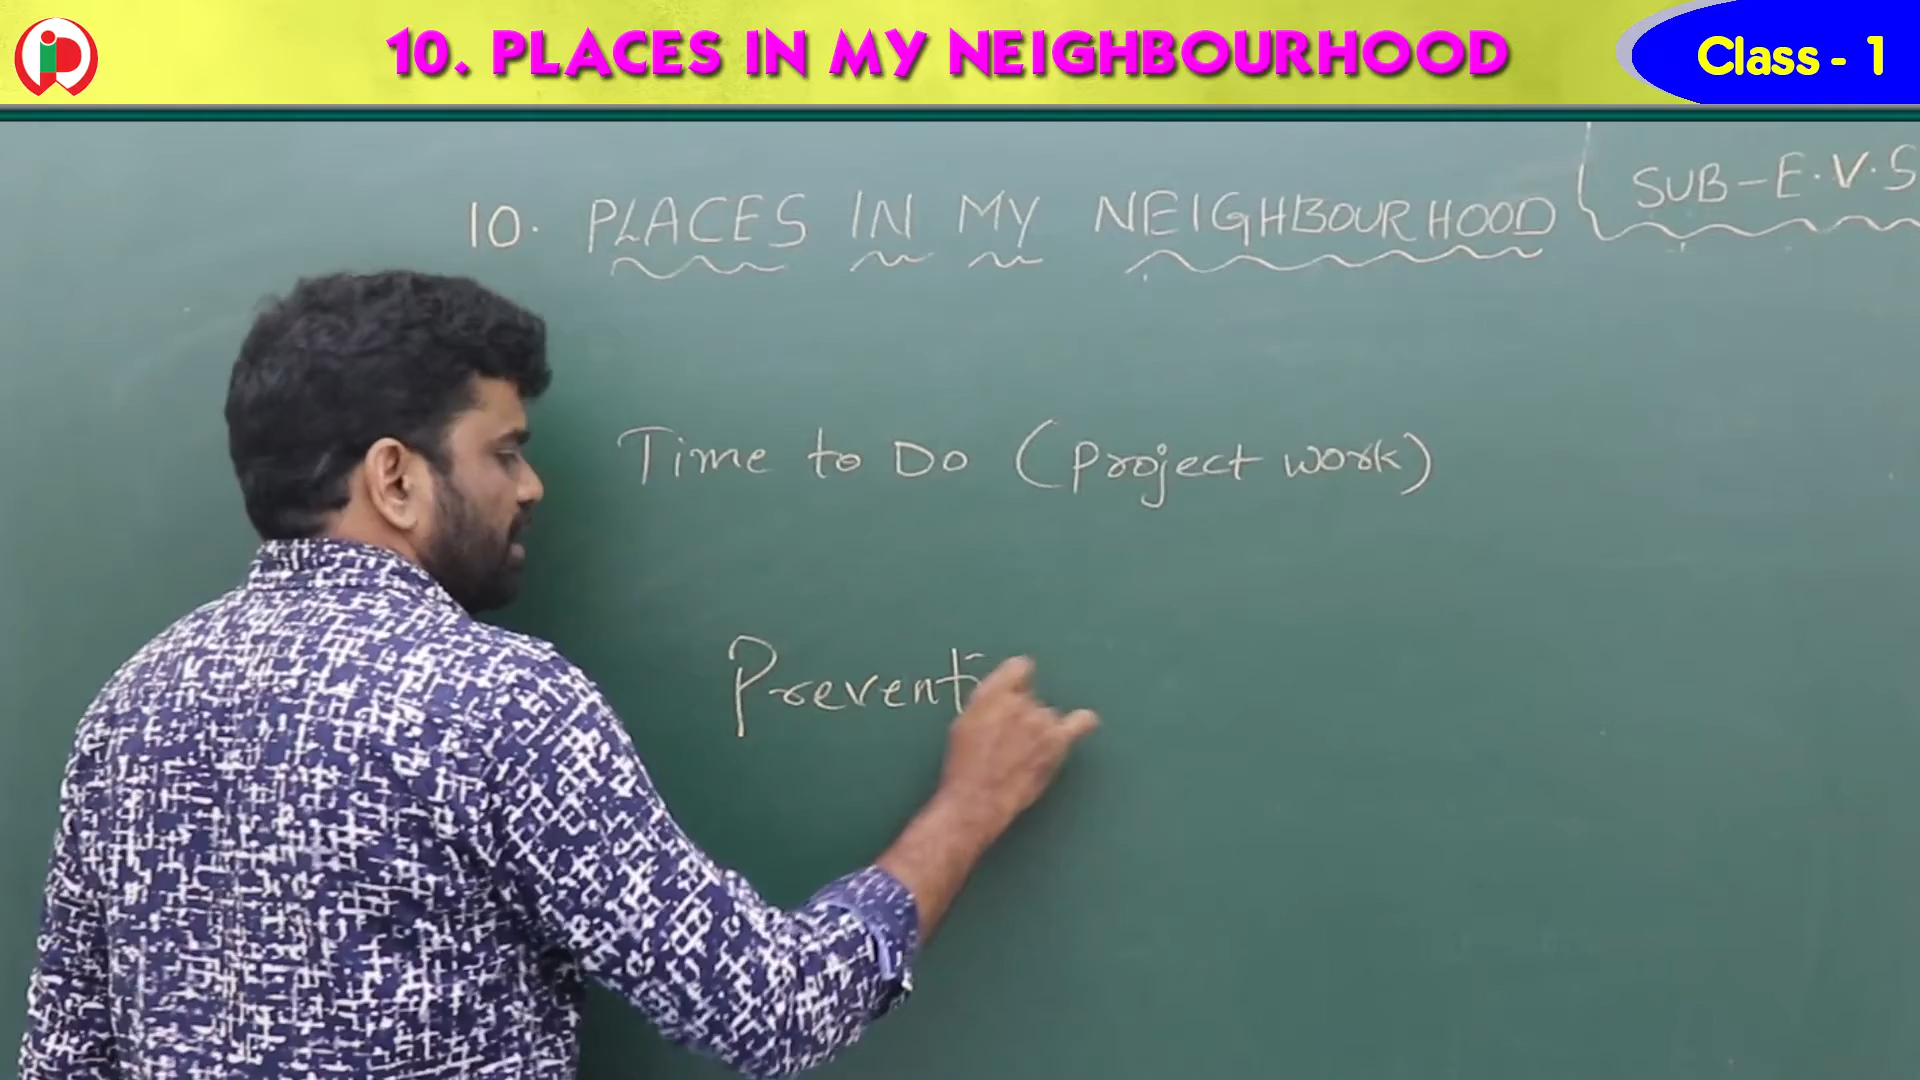 10. PLACES IN MY NEIGHBOURHOOD
Class - 1
10. PLACES IN MY NEIGHBOURHOOD
SUB-E.V.S
Time to Do (project work)
Preventi